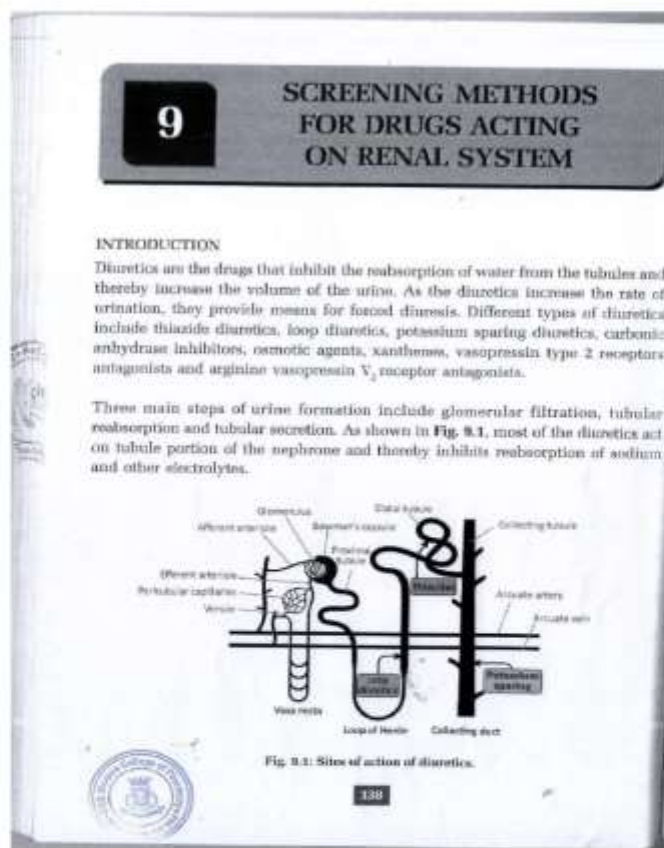 9
SCREENING METHODS
FOR DRUGS ACTING
ON RENAL SYSTEM
INTRODUCTION
Diuretics are the drugs that inhibit the reabsorption of water from the tubules and
thereby increase the volume of the urine. As the diuretics increase the rate of
urination, they provide means for forced diuresis. Different types of diuretics
include thiazide diuretics, loop diuretics, potassium sparing diuretics, carbonic
anhydrase inhibitors, osmotic agents, xanthenes, vasopressin type 2 receptors
antagonists and arginine vasopressin V2 receptor antagonists.
Three main steps of urine formation include glomerular filtration, tubular
reabsorption and tubular secretion. As shown in Fig. 9.1, most of the diuretics act
on tubule portion of the nephrone and thereby inhibits reabsorption of sodium
and other electrolytes.
Glomerulus
Distal tubule
Afferent arteriole
Bowman's capsule
Collecting tubule
Proximal
tubule
Efferent arteriole
Peritubular capillaries
Venule
Thiazides
Arcuate artery
Arcuate vein
Loop
diuretics
Potassium
sparing
Vasa recta
Loop of Henle
Collecting duct
Fig. 9.1: Sites of action of diuretics.
138
College of